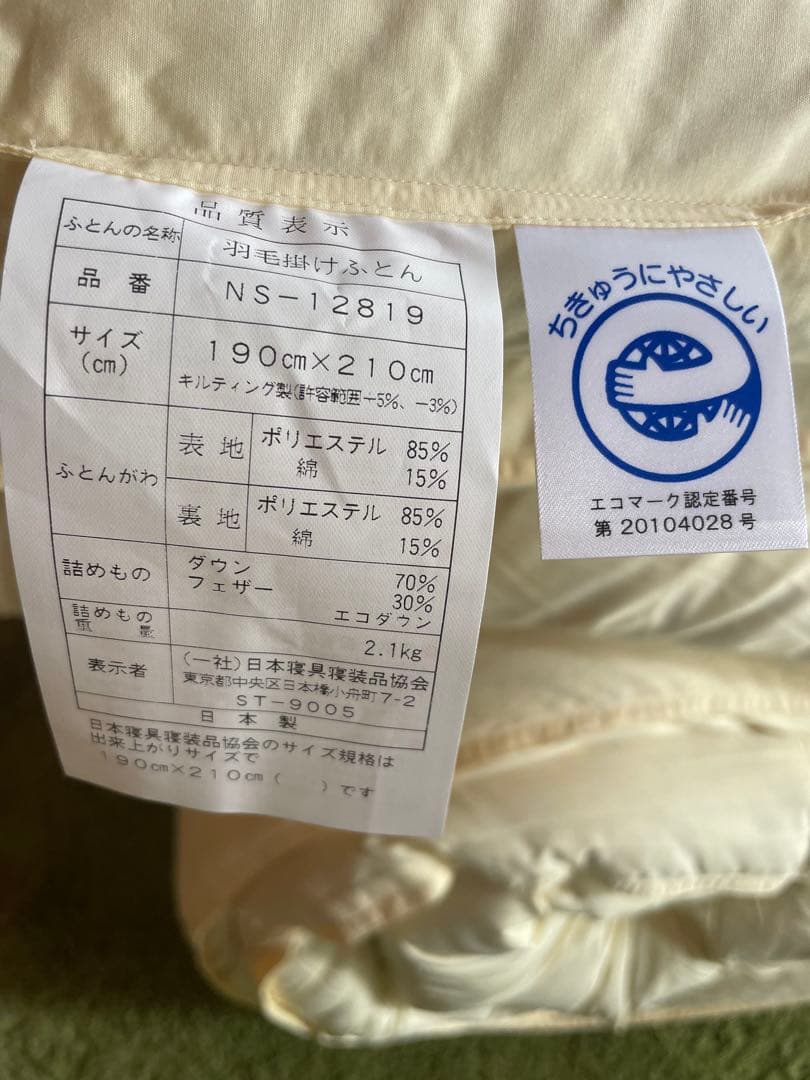 品質表示
ふとんの名称 羽毛掛けふとん
品番 NS-12819
サイズ(cm) 190cm×210cm
キルティング製(許容範囲+5%、-3%)
ふとんがわ 表地 ポリエステル 85%
綿 15%
裏地 ポリエステル 85%
綿 15%
詰めもの ダウン 70%
フェザー 30%
エコダウン
詰めもの重量 2.1kg
表示者 (一社)日本寝具寝装品協会
東京都中央区日本橋小舟町7-2
ST-9005
日本製
日本寝具寝装品協会のサイズ規格は
出来上がりサイズで
190cm×210cm( )です
ちきゅうにやさしい
エコマーク認定番号
第 20104028 号